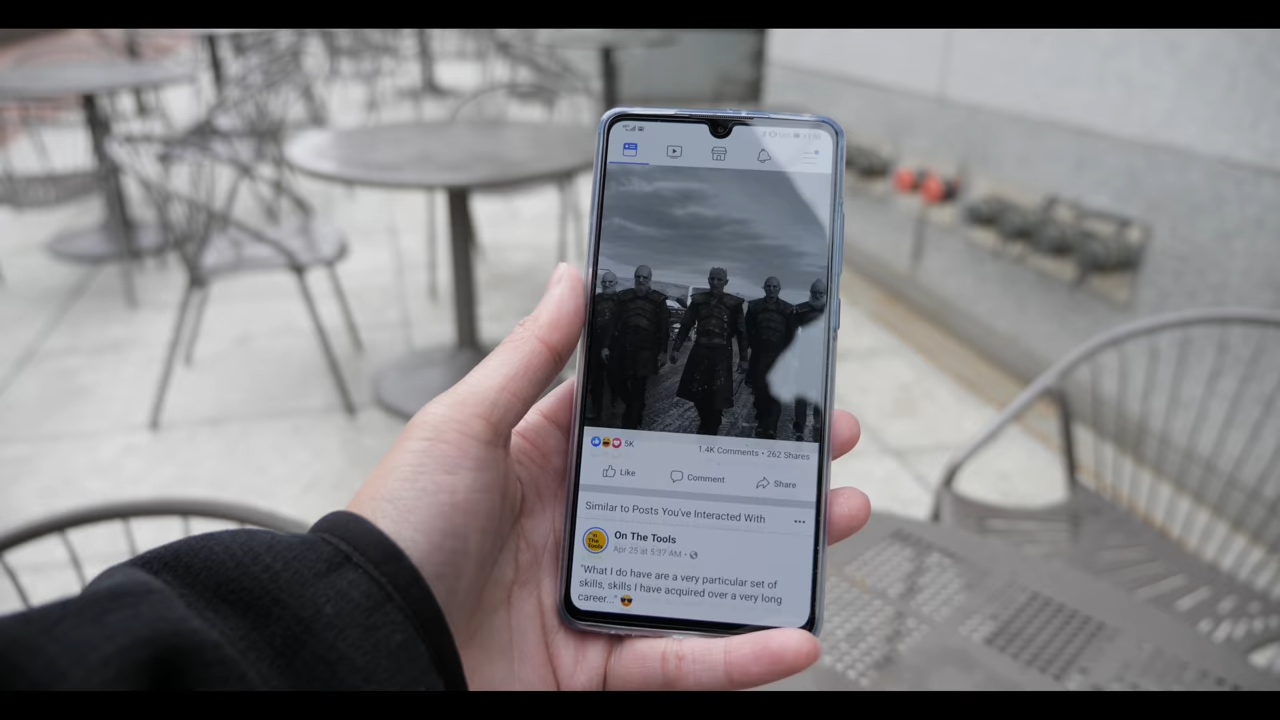 5K
1.4K Comments • 262 Shares
Like Comment Share
Similar to Posts You've Interacted With
On The Tools
Apr 25 at 5:37 AM •
"What I do have are a very particular set of
skills, skills I have acquired over a very long
career..." 😎